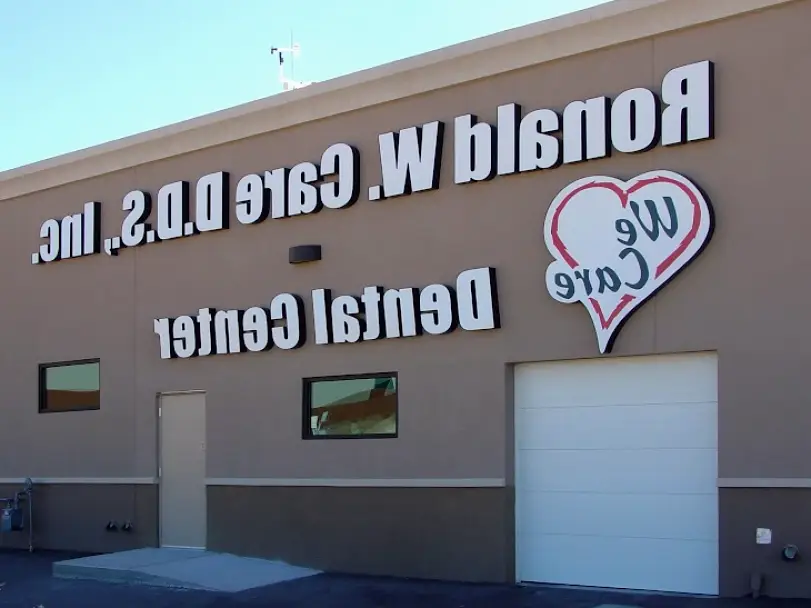 Ronald W. Care D.D.S., Inc.
We
Care
Dental Center